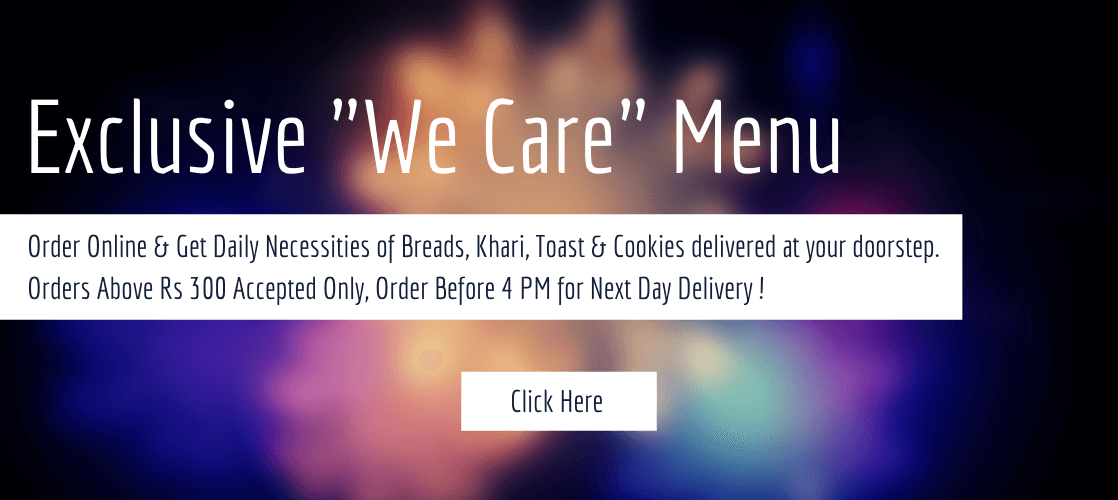 Exclusive "We Care" Menu
Order Online & Get Daily Necessities of Breads, Khari, Toast & Cookies delivered at your doorstep.
Orders Above Rs 300 Accepted Only, Order Before 4 PM for Next Day Delivery !
Click Here